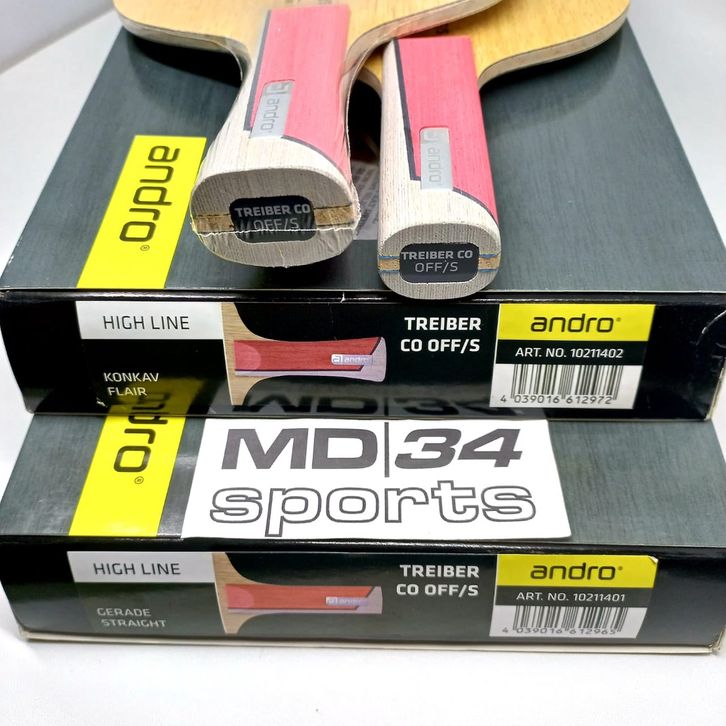 andro
andro
TREIBER CO
OFF/S
TREIBER CO
OFF/S
andro®
HIGH LINE
KONKAV
FLAIR
andro
TREIBER
CO OFF/S
andro®
ART. NO. 10211402
4 039016 612972
andro®
MD|34
sports
HIGH LINE
GERADE
STRAIGHT
andro
TREIBER
CO OFF/S
andro®
ART. NO. 10211401
4 039016 612965